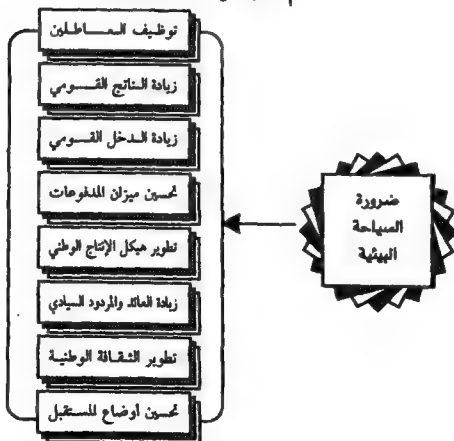 توظيف العاطلين
زيادة الناتج القومي
زيادة الدخل القومي
تحسين ميزان المدفوعات
تطوير هيكل الإنتاج الوطني
زيادة العائد والمردود السيادي
تطوير الثقافة الوطنية
تحسين أوضاع المستقبل
ضرورة
السياحة
البيئية